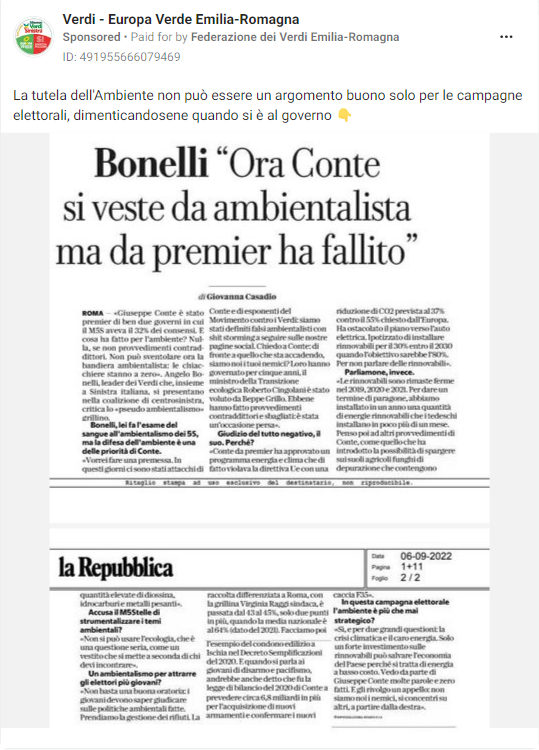 Verdi - Europa Verde Emilia-Romagna
Sponsored • Paid for by Federazione dei Verdi Emilia-Romagna
ID: 491955666079469
La tutela dell'Ambiente non può essere un argomento buono solo per le campagne
elettorali, dimenticandosene quando si è al governo 👇
Bonelli “Ora Conte
si veste da ambientalista
ma da premier ha fallito”
di Giovanna Casadio
ROMA — «Giuseppe Conte è stato
premier di ben due governi in cui
il M5S aveva il 32% dei consensi. E
cosa ha fatto per l'ambiente? Nul-
la, se non provvedimenti contrad-
dittori. Non può sventolare ora la
bandiera ambientalista: le chiac-
chiere stanno a zero». Angelo Bo-
nelli, leader dei Verdi che, insieme
a Sinistra italiana, si presentano
nella coalizione di centrosinistra,
critica lo «pseudo ambientalismo»
grillino.
Bonelli, lei fa l'esame del
sangue all'ambientalismo dei 5S,
ma la difesa dell'ambiente è una
delle priorità di Conte.
«Vorrei fare una premessa. In
questi giorni ci sono stati attacchi di
Conte e di esponenti del
Movimento contro i Verdi: siamo
stati definiti falsi ambientalisti con
shit storming a seguire sulle nostre
pagine social. Chiedo a Conte: di
fronte a quello che sta accadendo,
siamo noi i tuoi nemici? Loro hanno
governato per cinque anni, il
ministro della Transizione
ecologica Roberto Cingolani è stato
voluto da Beppe Grillo. Ebbene
hanno fatto provvedimenti
contraddittori e sbagliati: è stata
un'occasione persa».
Giudizio del tutto negativo, il
suo. Perché?
«Conte da premier ha approvato un
programma energia e clima che di
fatto violava la direttiva Ue con una
riduzione di CO2 prevista al 37%
contro il 55% chiesto dall'Europa.
Ha ostacolato il piano verso l'auto
elettrica. Ipotizzato di installare
rinnovabili per il 30% entro il 2030
quando l'obiettivo sarebbe l'80%.
Per non parlare delle rinnovabili».
Parliamone, invece.
«Le rinnovabili sono rimaste ferme
nel 2019, 2020 e 2021. Per dare un
termine di paragone, abbiamo
installato in un anno una quantità
di energie rinnovabili che i tedeschi
installano in poco più di un mese.
Penso poi ad altri provvedimenti di
Conte, come quello che ha
introdotto la possibilità di spargere
sui suoli agricoli fanghi di
depurazione che contengono
Ritaglio stampa ad uso esclusivo del destinatario, non riproducibile.
la Repubblica
Data 06-09-2022
Pagina 1+11
Foglio 2 / 2
quantità elevate di diossina,
idrocarburi e metalli pesanti».
Accusa il M5Stelle di
strumentalizzare i temi
ambientali?
«Non si può usare l'ecologia, che è
una questione seria, come un
vestito che si mette a seconda di chi
devi incontrare».
Un ambientalismo per attrarre
gli elettori più giovani?
«Non basta una buona oratoria: i
giovani devono saper giudicare
sulle politiche ambientali fatte.
Prendiamo la gestione dei rifiuti. La
raccolta differenziata a Roma, con
la grillina Virginia Raggi sindaca, è
passata dal 43 al 45%, solo due punti
in più, quando la media nazionale è
al 64% (dato del 2021). Facciamo poi
l'esempio del condono edilizio a
Ischia nel Decreto Semplificazioni
del 2020. E quando si parla ai
giovani di disarmo e pacifismo,
andrebbe anche detto che fu la
legge di bilancio del 2020 di Conte a
prevedere circa 6,8 miliardi in più
per l'acquisizione di nuovi
armamenti e confermare i nuovi
caccia F35».
In questa campagna elettorale
l'ambiente è più che mai
strategico?
«Sì, e per due grandi questioni: la
crisi climatica e il caro energia. Solo
un forte investimento sulle
rinnovabili può salvare l'economia
del Paese perché si tratta di energia
a basso costo. Vedo da parte di
Giuseppe Conte molte parole e zero
fatti. E gli rivolgo un appello: non
siamo noi i nemici, si concentri su
altri, a partire dalla destra».